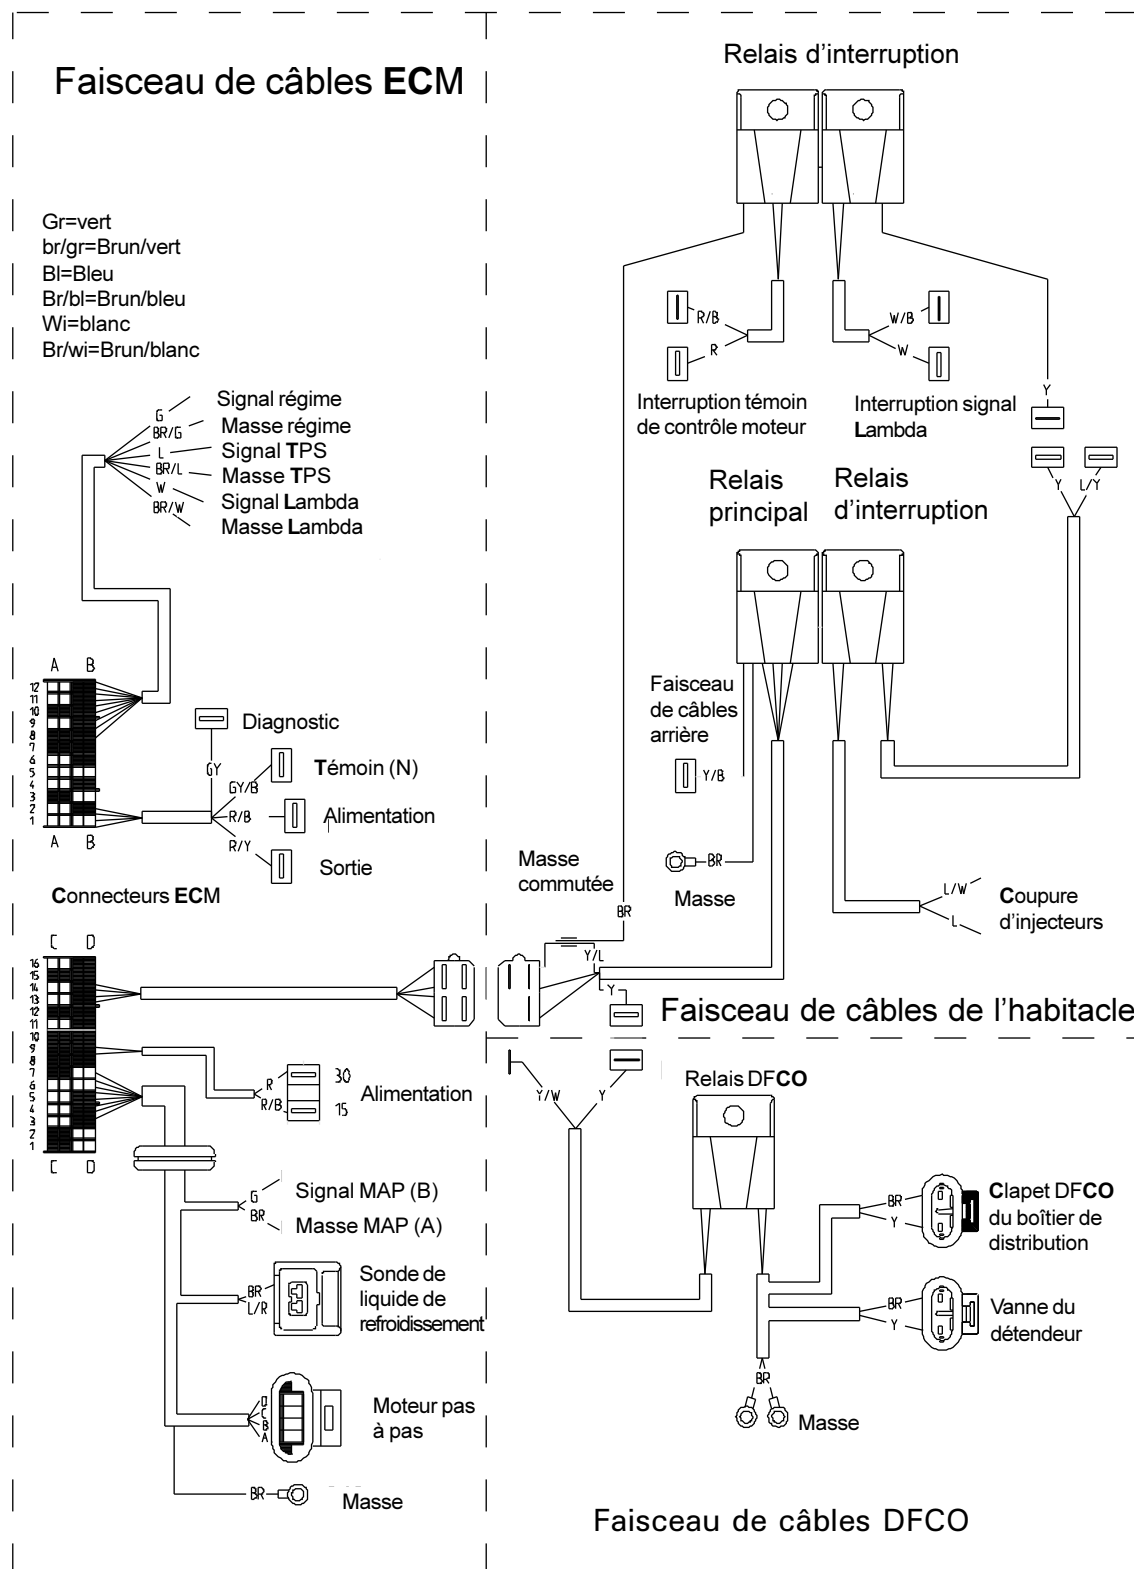 Faisceau de câbles ECM
Gr=vert
br/gr=Brun/vert
Bl=Bleu
Br/bl=Brun/bleu
Wi=blanc
Br/wi=Brun/blanc
G
Signal régime
BR/G
Masse régime
L
Signal TPS
BR/L
Masse TPS
W
Signal Lambda
BR/W
Masse Lambda
A B
12
11
10
9
8
7
6
5
4
3
2
1
A B
Diagnostic
GY
GY/B
Témoin (N)
R/B
Alimentation
R/Y
Sortie
Connecteurs ECM
C D
16
15
14
13
12
11
10
9
8
7
6
5
4
3
2
1
C D
R
30
R/B
15
Alimentation
G
Signal MAP (B)
BR
Masse MAP (A)
BR
L/R
Sonde de
liquide de
refroidissement
D
C
B
A
Moteur pas
à pas
BR
Masse
Relais d'interruption
R/B
R
W/B
W
Interruption témoin
de contrôle moteur
Interruption signal
Lambda
Y
Y
L/Y
Relais
principal
Relais
d'interruption
Faisceau
de câbles
arrière
Y/B
BR
Masse
Masse
commutée
BR
Y/L
Y
L/W
L
Coupure
d'injecteurs
Faisceau de câbles de l'habitacle
Y/W
Y
Relais DFCO
BR
Y
Clapet DFCO
du boîtier de
distribution
BR
Y
Vanne du
détendeur
BR
Masse
Faisceau de câbles DFCO